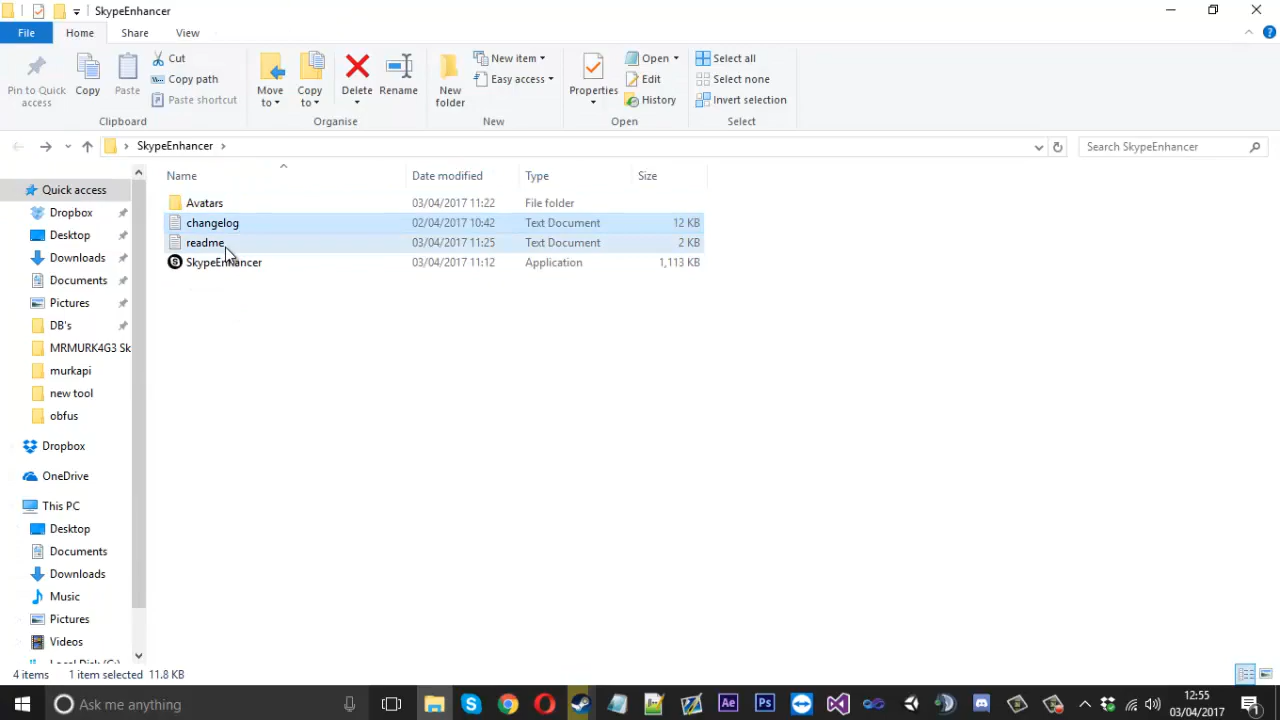 SkypeEnhancer
File Home Share View
Pin to Quick access
Copy
Paste
Cut
Copy path
Paste shortcut
Clipboard
Move to
Copy to
Delete
Rename
Organise
New folder
New item
Easy access
New
Properties
Open
Edit
History
Open
Select all
Select none
Invert selection
Select
SkypeEnhancer
Search SkypeEnhancer
Name Date modified Type Size
Avatars 03/04/2017 11:22 File folder
changelog 02/04/2017 10:42 Text Document 12 KB
readme 03/04/2017 11:25 Text Document 2 KB
SkypeEnhancer 03/04/2017 11:12 Application 1,113 KB
Quick access
Dropbox
Desktop
Downloads
Documents
Pictures
DB's
MRMURK4G3 Sk
murkapi
new tool
obfus
Dropbox
OneDrive
This PC
Desktop
Documents
Downloads
Music
Pictures
Videos
Local Disk (C:)
4 items 1 item selected 11.8 KB
Ask me anything
Ae
Ps
12:55
03/04/2017
1